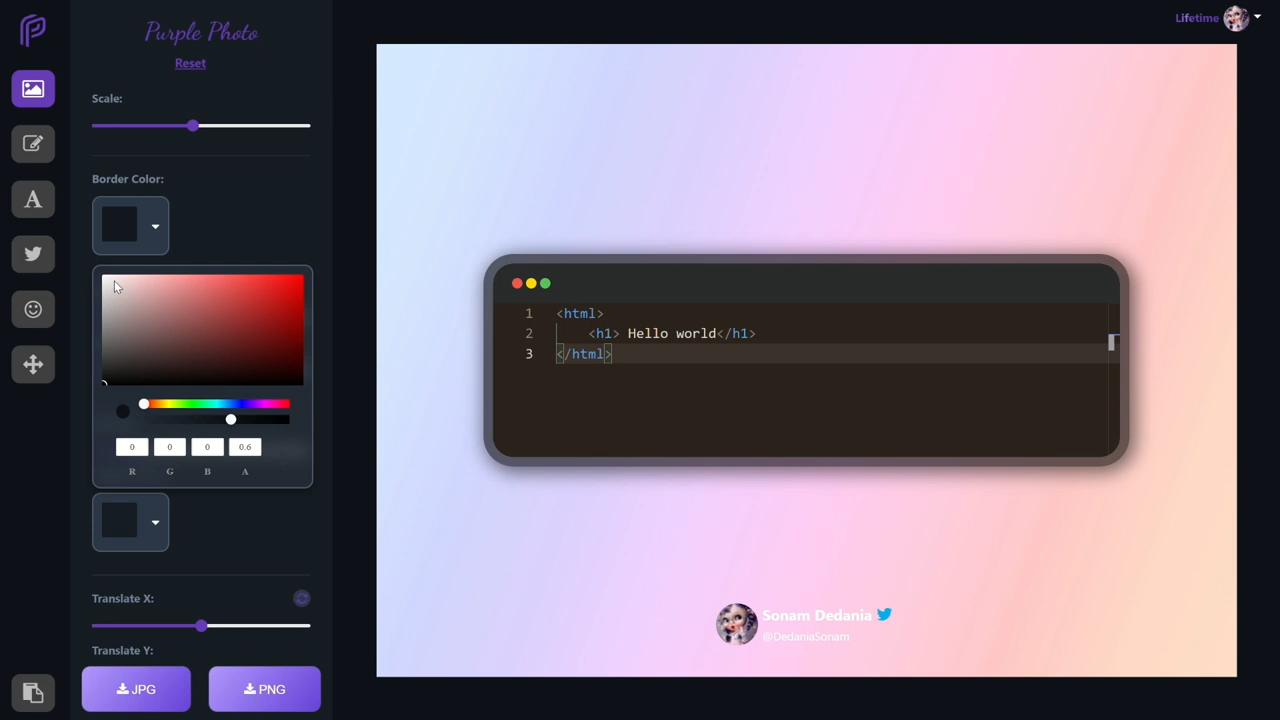 Purple Photo
Lifetime
Reset
Scale:
Border Color:
0 0 0 0.6
R G B A
Translate X:
Translate Y:
JPG PNG
A
1 <html>
2 <h1> Hello world</h1>
3 </html>
Sonam Dedania
@DedaniaSonam